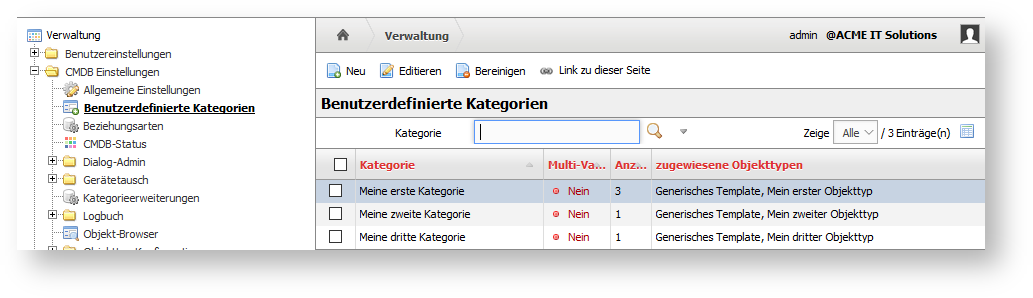 Verwaltung
Benutzereinstellungen
CMDB Einstellungen
Allgemeine Einstellungen
Benutzerdefinierte Kategorien
Beziehungsarten
CMDB-Status
Dialog-Admin
Gerätetausch
Kategorieerweiterungen
Logbuch
Objekt-Browser
Verwaltung admin @ACME IT Solutions
Neu Editieren Bereinigen Link zu dieser Seite
Benutzerdefinierte Kategorien
Kategorie Zeige Alle / 3 Einträge(n)
Kategorie Multi-Va... Anz... zugewiesene Objekttypen
Meine erste Kategorie Nein 3 Generisches Template, Mein erster Objekttyp
Meine zweite Kategorie Nein 1 Generisches Template, Mein zweiter Objekttyp
Meine dritte Kategorie Nein 1 Generisches Template, Mein dritter Objekttyp